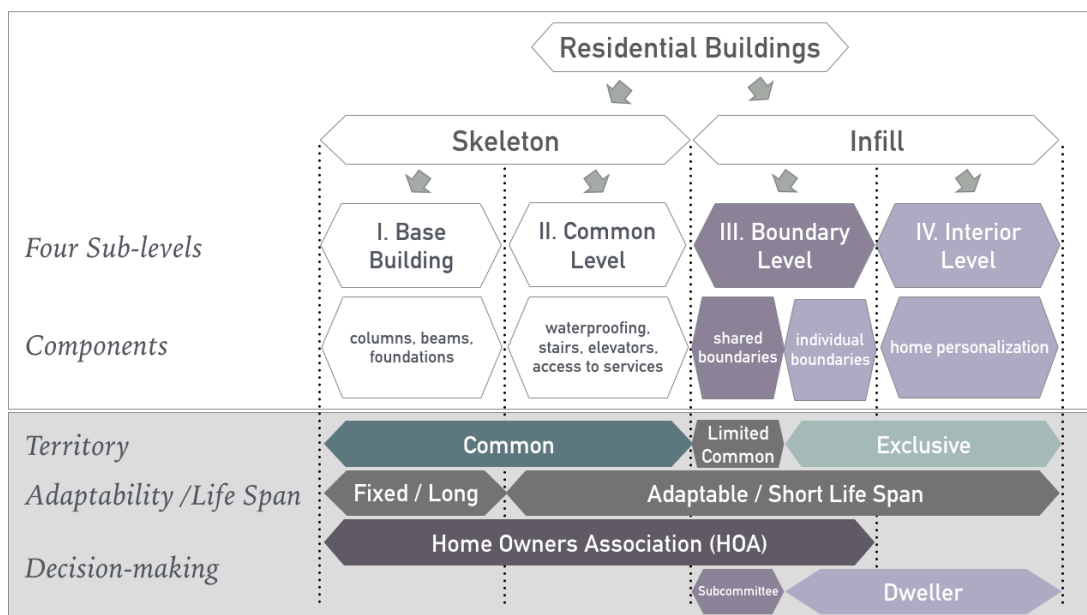 Residential Buildings
Skeleton
Infill
Four Sub-levels
I. Base
Building
II. Common
Level
III. Boundary
Level
IV. Interior
Level
Components
columns, beams,
foundations
waterproofing,
stairs, elevators,
access to services
shared
boundaries
individual
boundaries
home personalization
Territory
Common
Limited
Common
Exclusive
Adaptability /Life Span
Fixed / Long
Adaptable / Short Life Span
Decision-making
Home Owners Association (HOA)
Subcommittee
Dweller